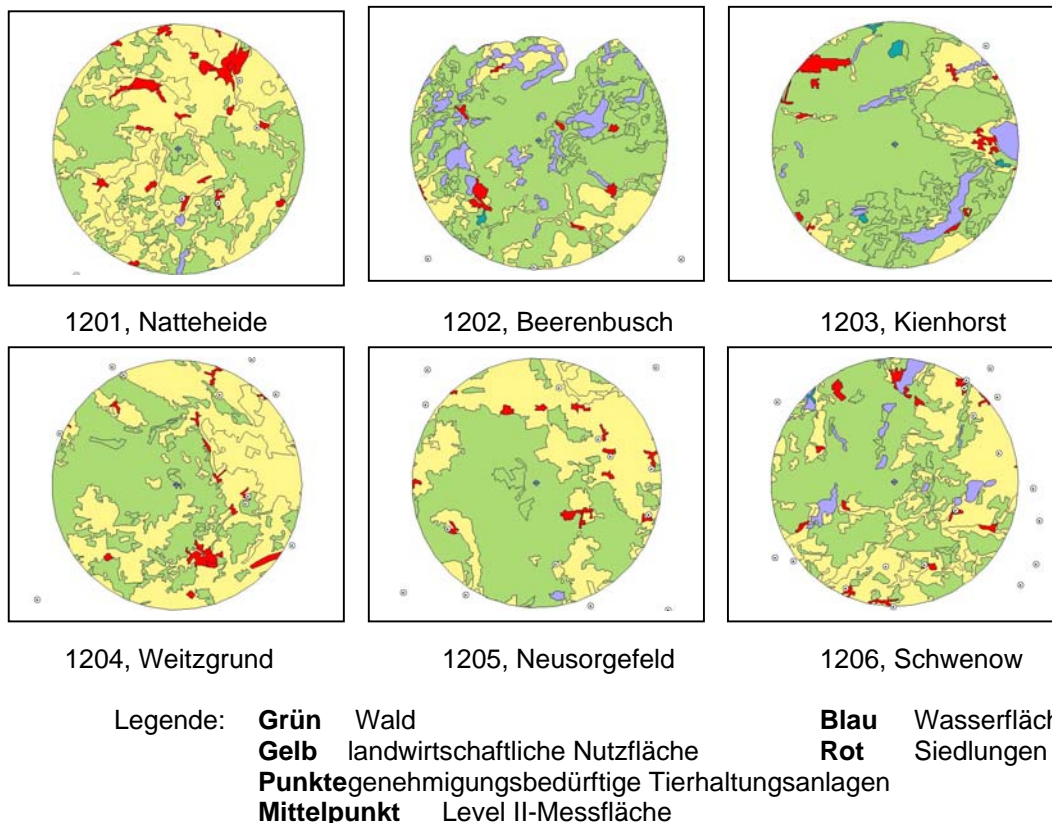 1201, Natteheide 1202, Beerenbusch 1203, Kienhorst
1204, Weitzgrund 1205, Neusorgefeld 1206, Schwenow
Legende: Grün Wald Blau Wasserfläch
Gelb landwirtschaftliche Nutzfläche Rot Siedlungen
Punktegenehmigungsbedürftige Tierhaltungsanlagen
Mittelpunkt Level II-Messfläche